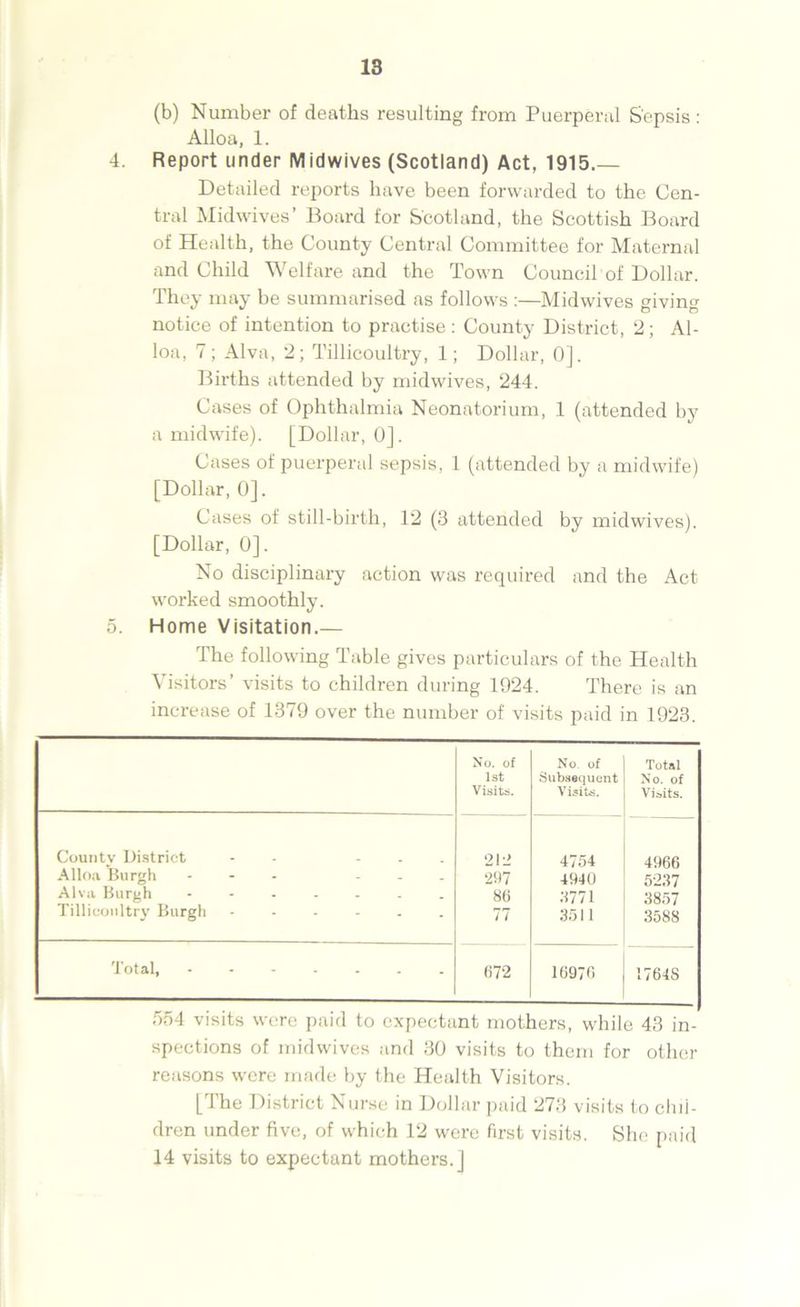 13
(b) Number of deaths resulting from Puerperal Sepsis :
Alloa, 1.
4. Report under Midwives (Scotland) Act, 1915.—
Detailed reports have been forwarded to the Cen-
tral Midwives' Board for Scotland, the Scottish Board
of Health, the County Central Committee for Maternal
and Child Welfare and the Town Council of Dollar.
They may be summarised as follows :—Midwives giving
notice of intention to practise : County District, 2 ; Al-
loa, 7 ; Alva, 2 ; Tillicoultry, 1 ; Dollar, 0].
Births attended by midwives, 244.
Cases of Ophthalmia Neonatorium, 1 (attended by
a midwife). [Dollar, 0].
Cases of puerperal sepsis, 1 (attended by a midwife)
[Dollar, 0].
Cases of still-birth, 12 (3 attended by midwives).
[Dollar, 0].
No disciplinary action was required and the Act
worked smoothly.
5. Home Visitation.—
The following Table gives particulars of the Health
Visitors' visits to children during 1924. There is an
increase of 1379 over the number of visits paid in 1923.
No. of 1st Visits. No. of Subsequent Visits. Total No. of Visits.
County District - - - - - 212 4754 4966
Alloa Burgh - - - - - - 297 4940 5237
Alva Burgh - - - - - - - 86 3771 3857
Tillicoultry Burgh - - - - - - 77 3511 3588
Total, - - - - - - - 672 16976 17648
554 visits were paid to expectant mothers, while 43 in-
spections of midwives and 30 visits to them for other
reasons were made by the Health Visitors.
[The District Nurse in Dollar paid 273 visits to chil-
dren under five, of which 12 were first visits. She paid
14 visits to expectant mothers.]